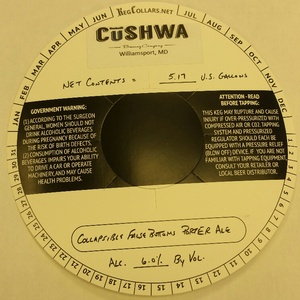 KEGCOLLARS.NET
JAN FEB MAR APR MAY JUN JUL AUG SEP OCT NOV DEC
CUSHWA
Brewing Company
Williamsport, MD
NET CONTENTS = 5.17 U.S. GALLONS
GOVERNMENT WARNING:
(1) ACCORDING TO THE SURGEON
GENERAL, WOMEN SHOULD NOT
DRINK ALCOHOLIC BEVERAGES
DURING PREGNANCY BECAUSE OF
THE RISK OF BIRTH DEFECTS.
(2) CONSUMPTION OF ALCOHOLIC
BEVERAGES IMPAIRS YOUR ABILITY
TO DRIVE A CAR OR OPERATE
MACHINERY, AND MAY CAUSE
HEALTH PROBLEMS.
ATTENTION - READ
BEFORE TAPPING:
THIS KEG MAY RUPTURE AND CAUSE
INJURY IF OVER-PRESSURIZED WITH
COMPRESSED AIR OR CO2. TAPPING
SYSTEM AND PRESSURIZED
REGULATOR SHOULD EACH BE
EQUIPPED WITH A PRESSURE RELIEF
(BLOW OFF) DEVICE. IF YOU ARE NOT
FAMILIAR WITH TAPPING EQUIPMENT,
CONSULT YOUR RETAILER OR
LOCAL BEER DISTRIBUTOR.
COLLAPSIBLE FALSE BOTTOMS PORTER ALE
ALC. 6.0% BY VOL.